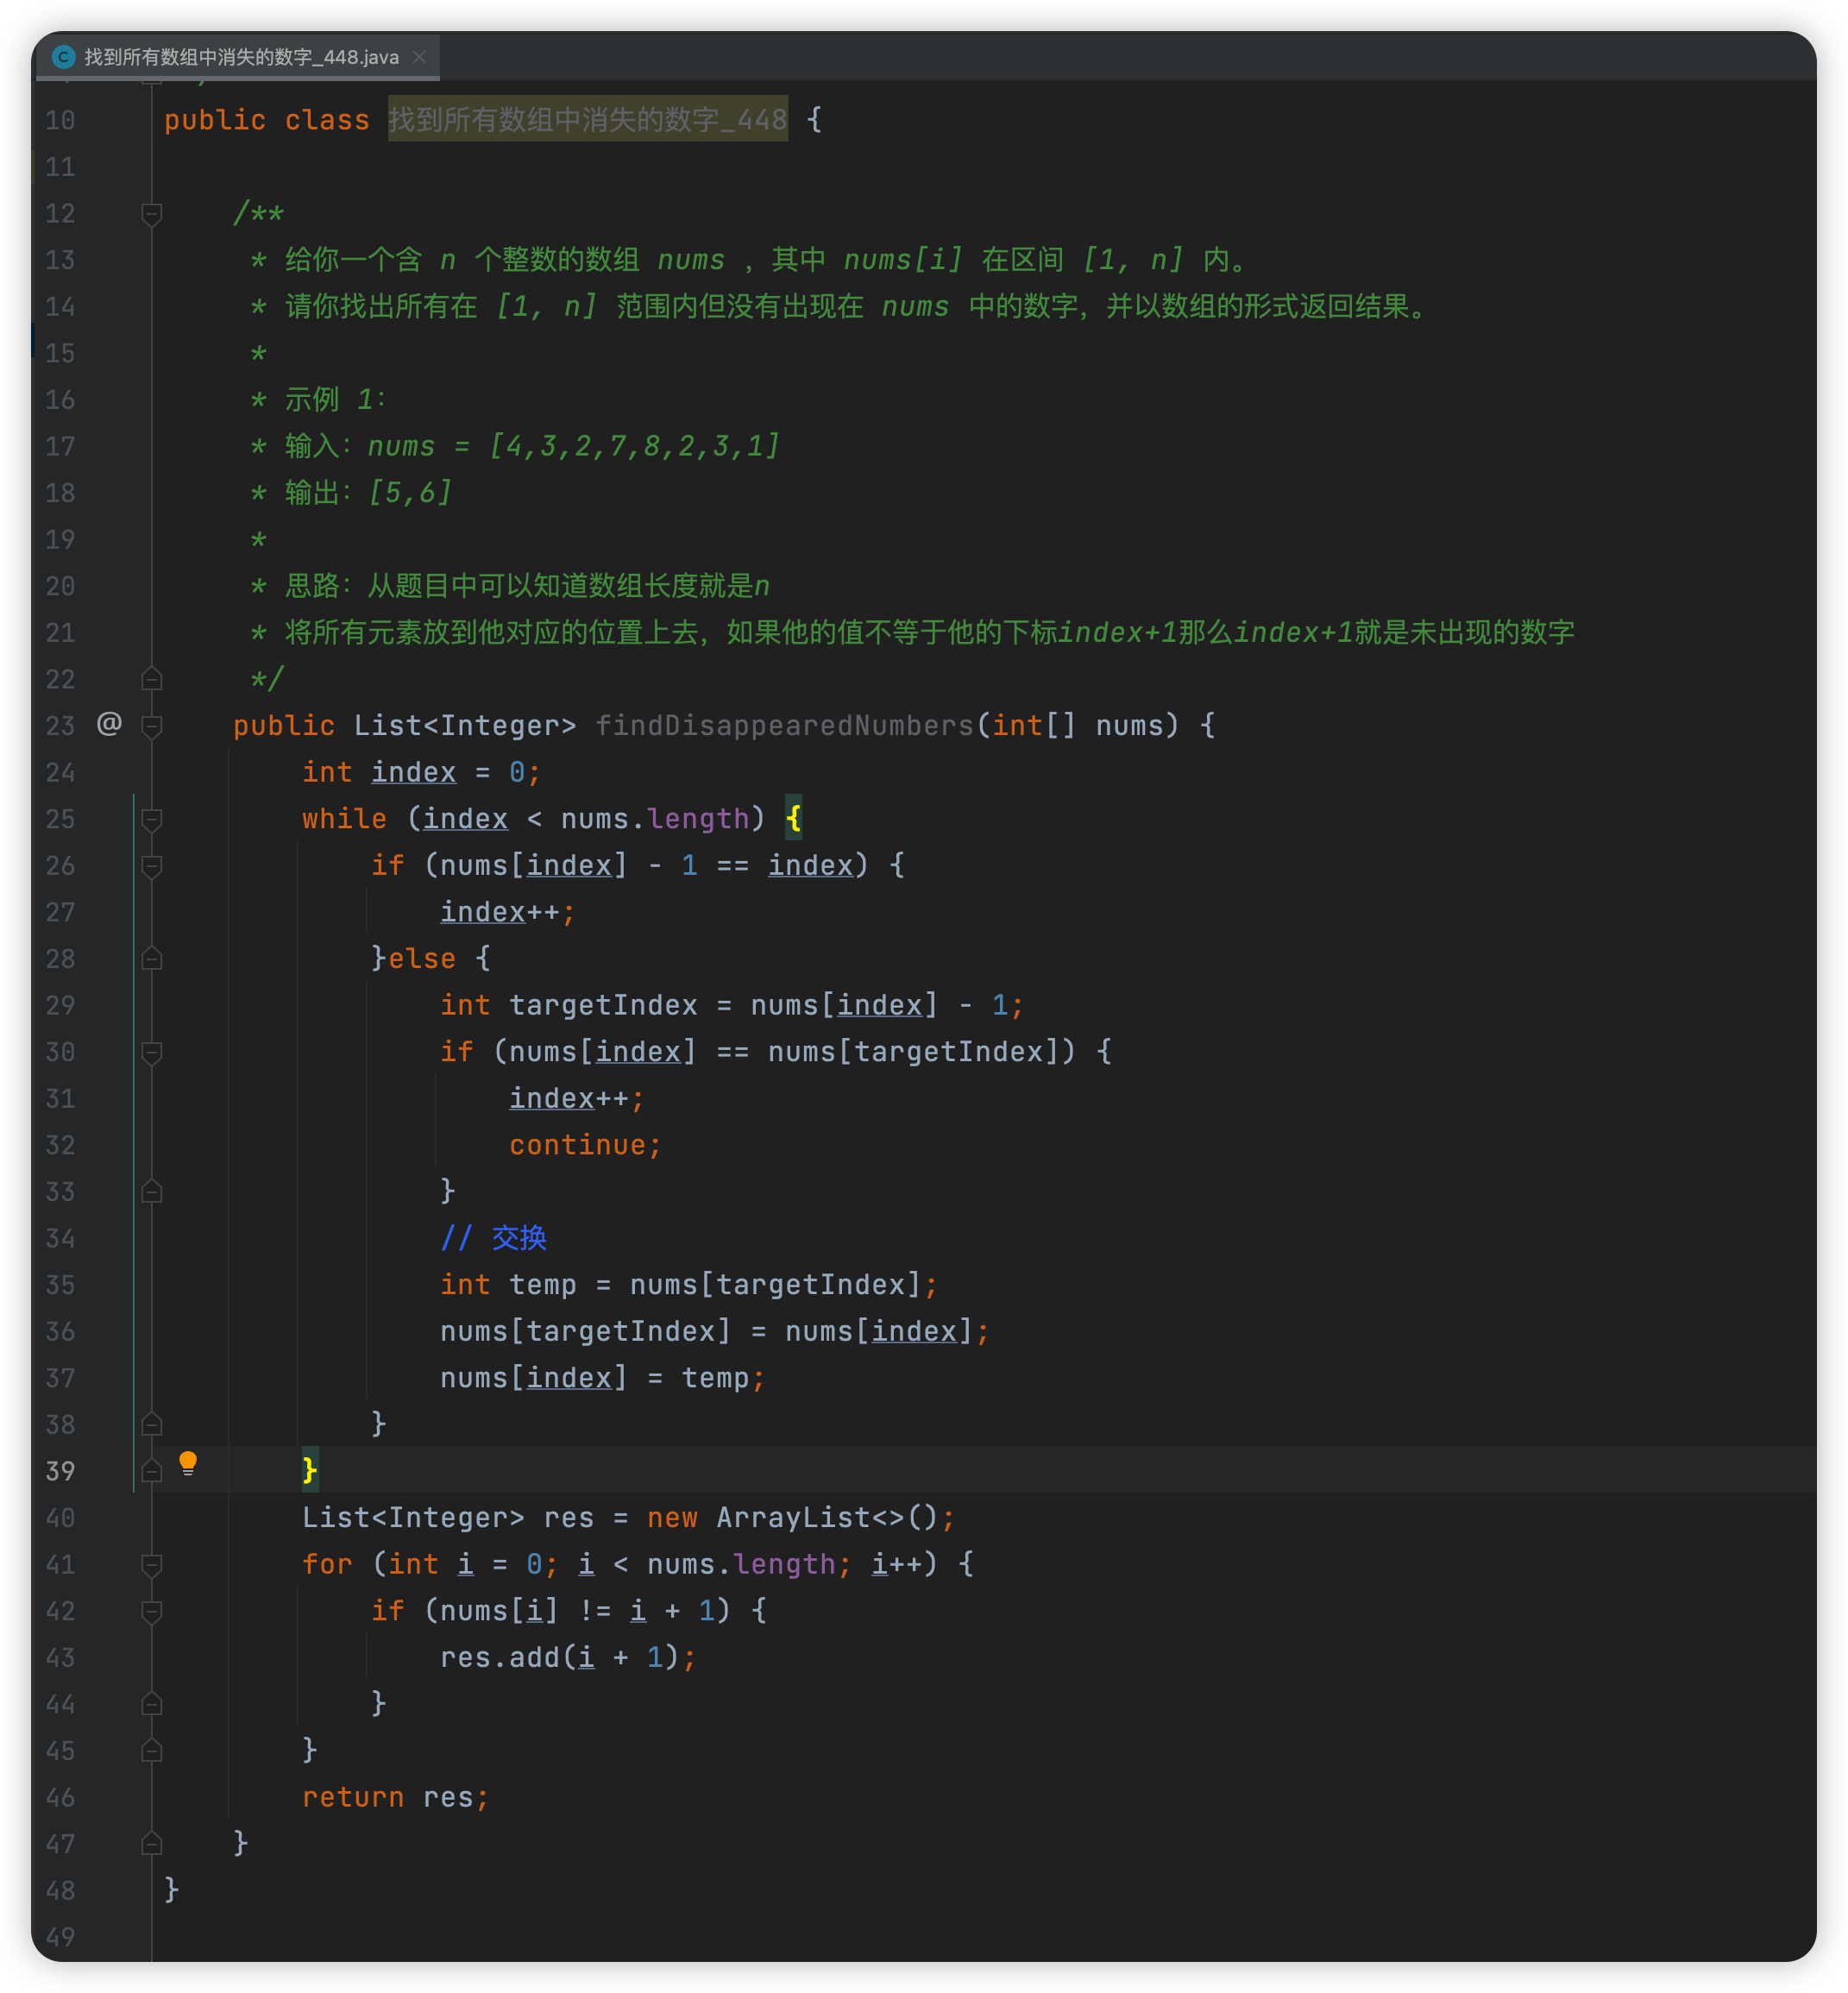 找到所有数组中消失的数字_448.java
10 public class 找到所有数组中消失的数字_448 {
11
12 /**
13 * 给你一个含 n 个整数的数组 nums ，其中 nums[i] 在区间 [1, n] 内。
14 * 请你找出所有在 [1, n] 范围内但没有出现在 nums 中的数字，并以数组的形式返回结果。
15 *
16 * 示例 1：
17 * 输入：nums = [4,3,2,7,8,2,3,1]
18 * 输出：[5,6]
19 *
20 * 思路：从题目中可以知道数组长度就是n
21 * 将所有元素放到他对应的位置上去，如果他的值不等于他的下标index+1那么index+1就是未出现的数字
22 */
23 @ public List<Integer> findDisappearedNumbers(int[] nums) {
24 int index = 0;
25 while (index < nums.length) {
26 if (nums[index] - 1 == index) {
27 index++;
28 }else {
29 int targetIndex = nums[index] - 1;
30 if (nums[index] == nums[targetIndex]) {
31 index++;
32 continue;
33 }
34 // 交换
35 int temp = nums[targetIndex];
36 nums[targetIndex] = nums[index];
37 nums[index] = temp;
38 }
39 }
40 List<Integer> res = new ArrayList<>();
41 for (int i = 0; i < nums.length; i++) {
42 if (nums[i] != i + 1) {
43 res.add(i + 1);
44 }
45 }
46 return res;
47 }
48 }
49